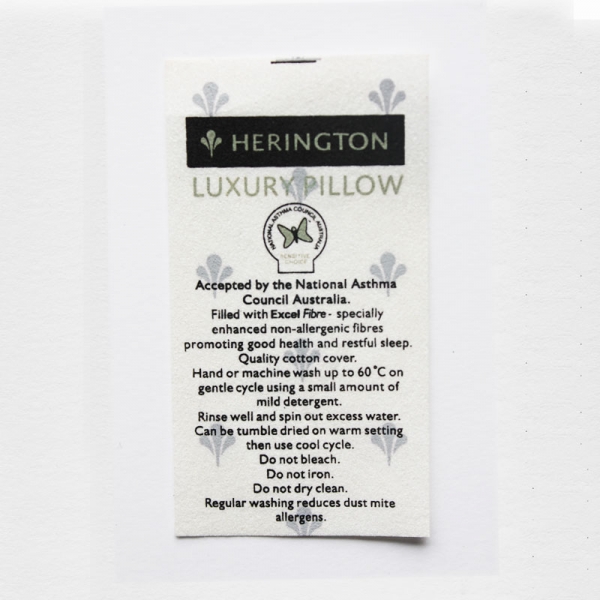 HERINGTON
LUXURY PILLOW
NATIONAL ASTHMA COUNCIL AUSTRALIA
SENSITIVE
CHOICE
Accepted by the National Asthma
Council Australia.
Filled with Excel Fibre - specially
enhanced non-allergenic fibres
promoting good health and restful sleep.
Quality cotton cover.
Hand or machine wash up to 60°C on
gentle cycle using a small amount of
mild detergent.
Rinse well and spin out excess water.
Can be tumble dried on warm setting
then use cool cycle.
Do not bleach.
Do not iron.
Do not dry clean.
Regular washing reduces dust mite
allergens.